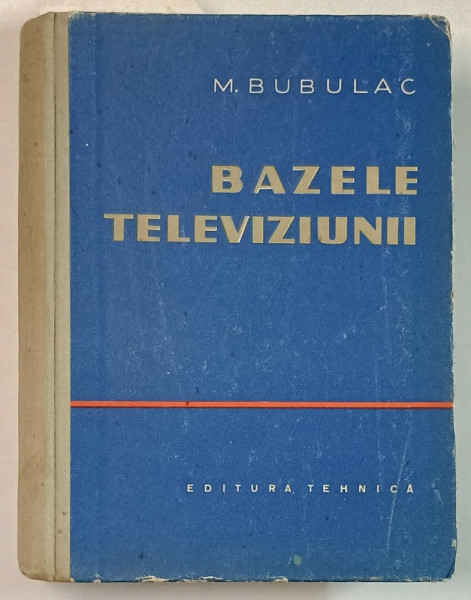 M. BUBULAC
BAZELE
TELEVIZIUNII
EDITURA TEHNICĂ